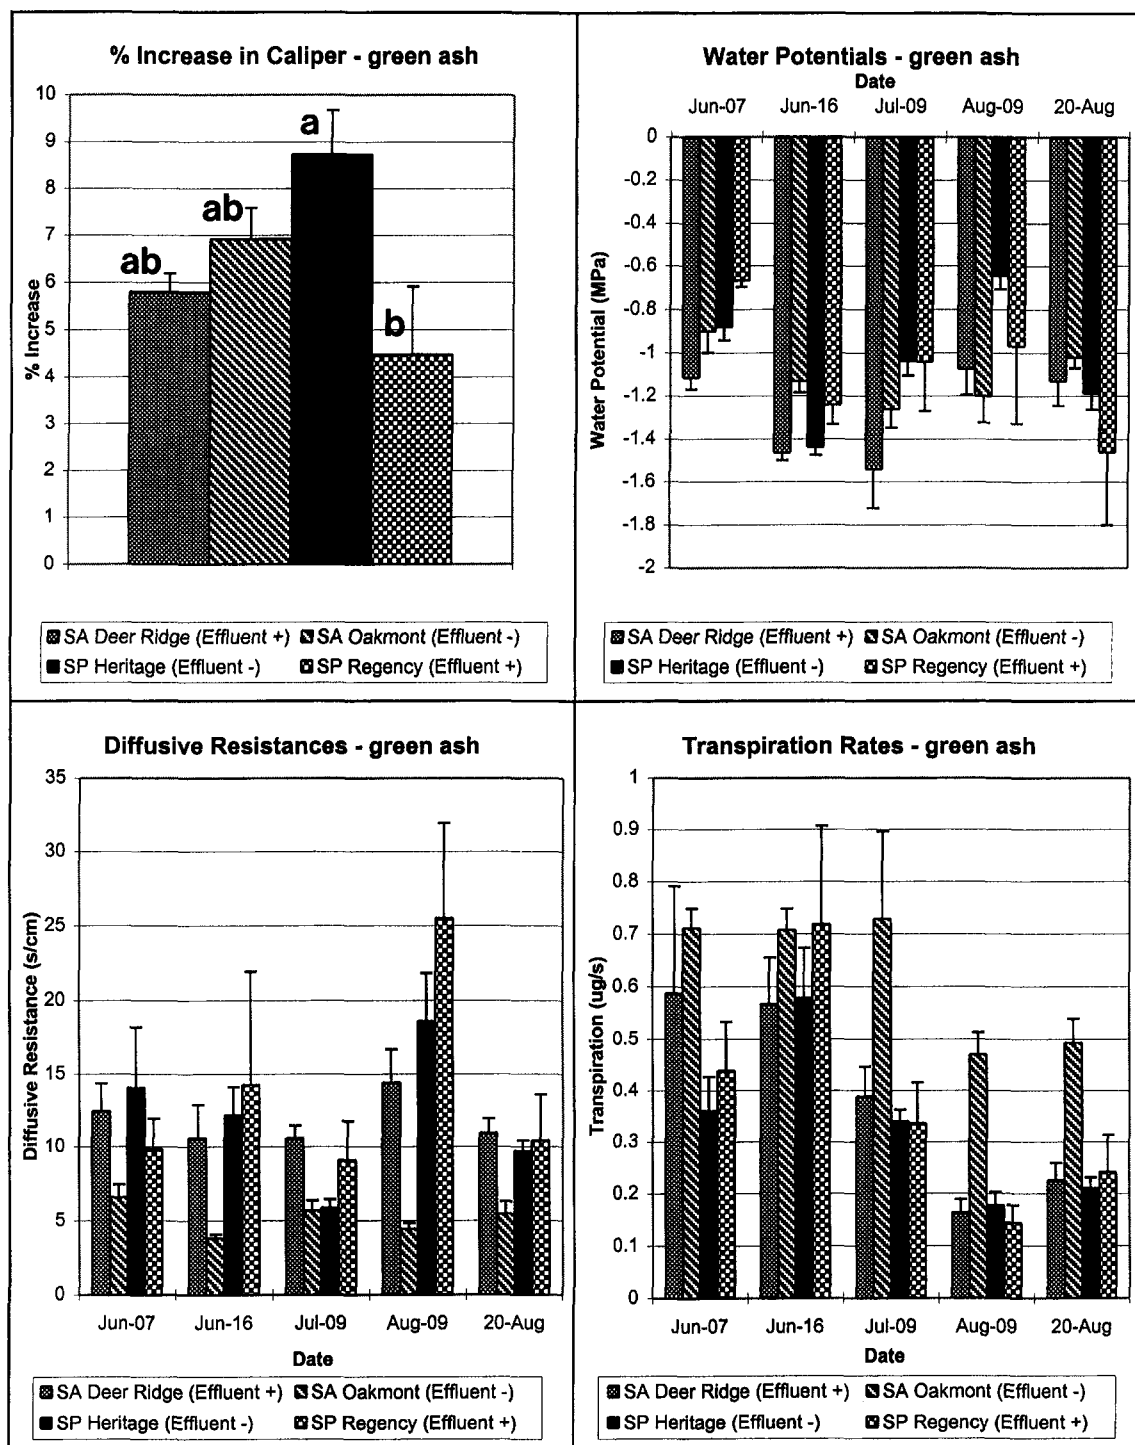 % Increase in Caliper - green ash
10
9
8
7
6
5
4
3
2
1
0
% Increase
ab
ab
a
b
SA Deer Ridge (Effluent +) SA Oakmont (Effluent -)
SP Heritage (Effluent -) SP Regency (Effluent +)
Water Potentials - green ash
Date
Jun-07 Jun-16 Jul-09 Aug-09 20-Aug
0
-0.2
-0.4
-0.6
-0.8
-1
-1.2
-1.4
-1.6
-1.8
-2
Water Potential (MPa)
SA Deer Ridge (Effluent +) SA Oakmont (Effluent -)
SP Heritage (Effluent -) SP Regency (Effluent +)
Diffusive Resistances - green ash
35
30
25
20
15
10
5
0
Diffusive Resistance (s/cm)
Jun-07 Jun-16 Jul-09 Aug-09 20-Aug
Date
SA Deer Ridge (Effluent +) SA Oakmont (Effluent -)
SP Heritage (Effluent -) SP Regency (Effluent +)
Transpiration Rates - green ash
1
0.9
0.8
0.7
0.6
0.5
0.4
0.3
0.2
0.1
0
Transpiration (ug/s)
Jun-07 Jun-16 Jul-09 Aug-09 20-Aug
Date
SA Deer Ridge (Effluent +) SA Oakmont (Effluent -)
SP Heritage (Effluent -) SP Regency (Effluent +)